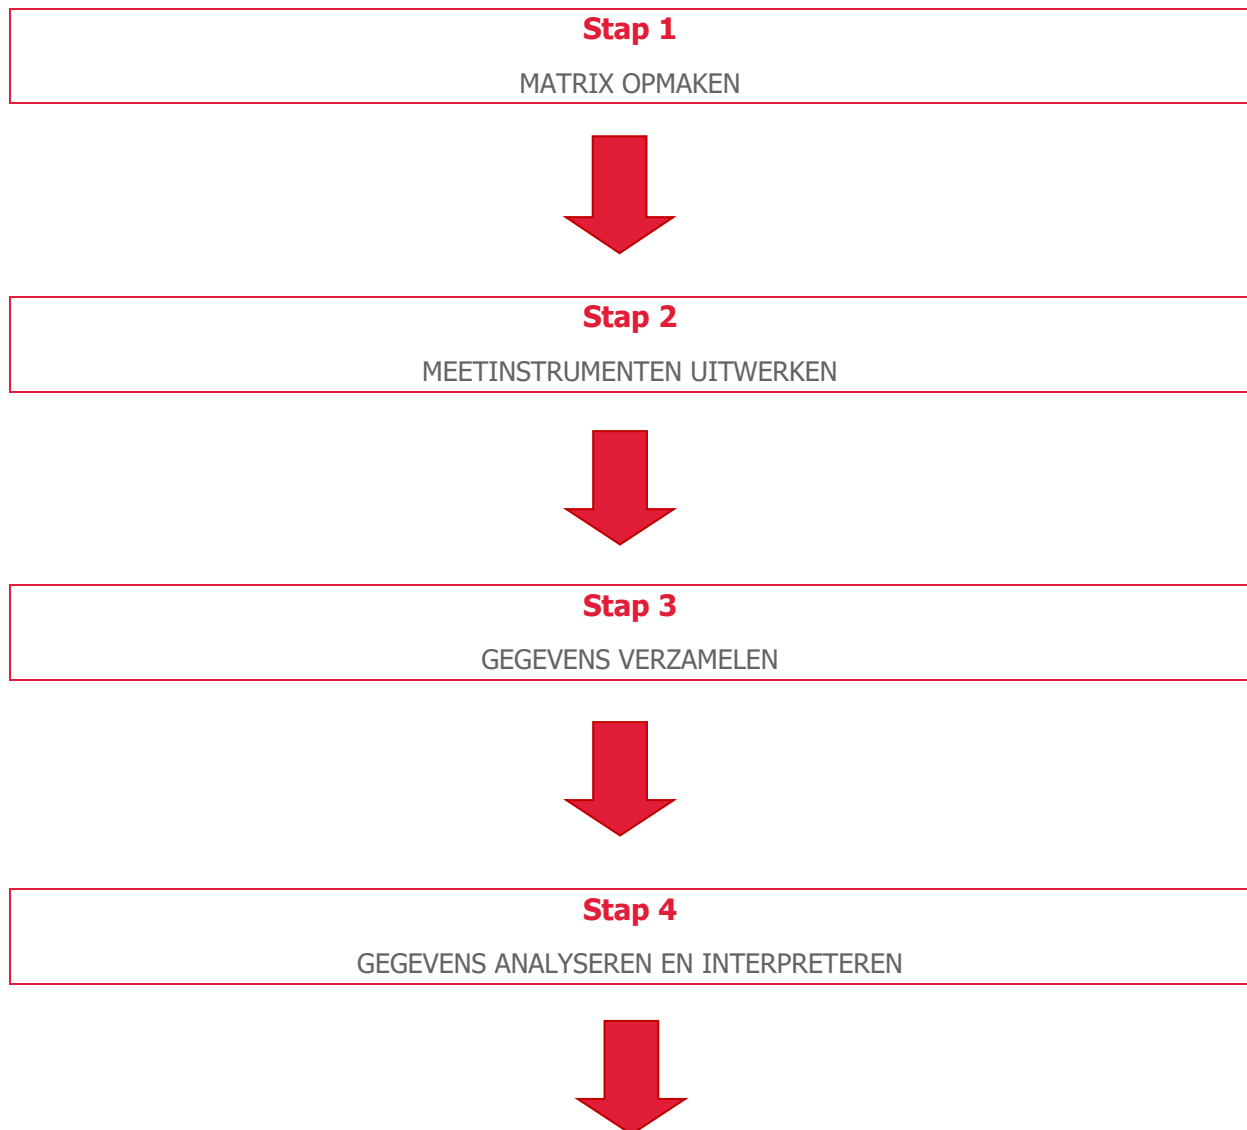 Stap 1
MATRIX OPMAKEN
Stap 2
MEETINSTRUMENTEN UITWERKEN
Stap 3
GEGEVENS VERZAMELEN
Stap 4
GEGEVENS ANALYSEREN EN INTERPRETEREN